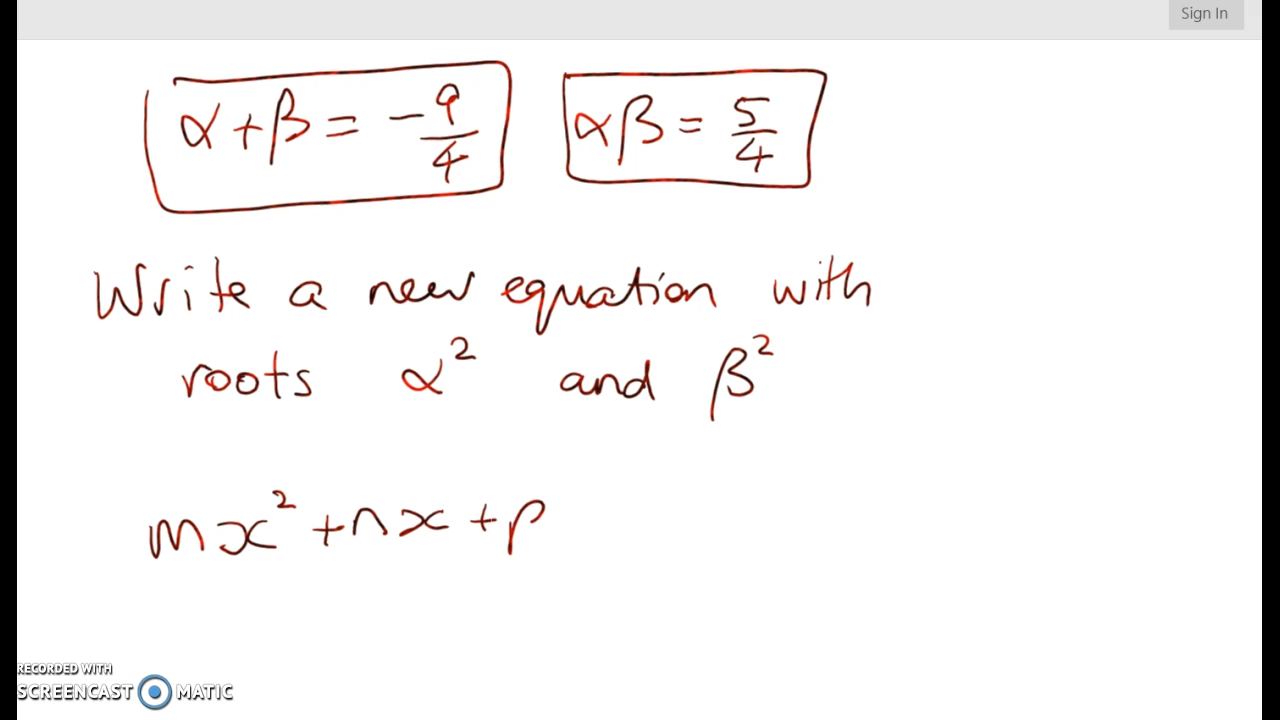 Sign In
α + β = -9/4 αβ = 5/4
Write a new equation with
roots α² and β²
mx² + nx + p
RECORDED WITH
SCREENCAST MATIC